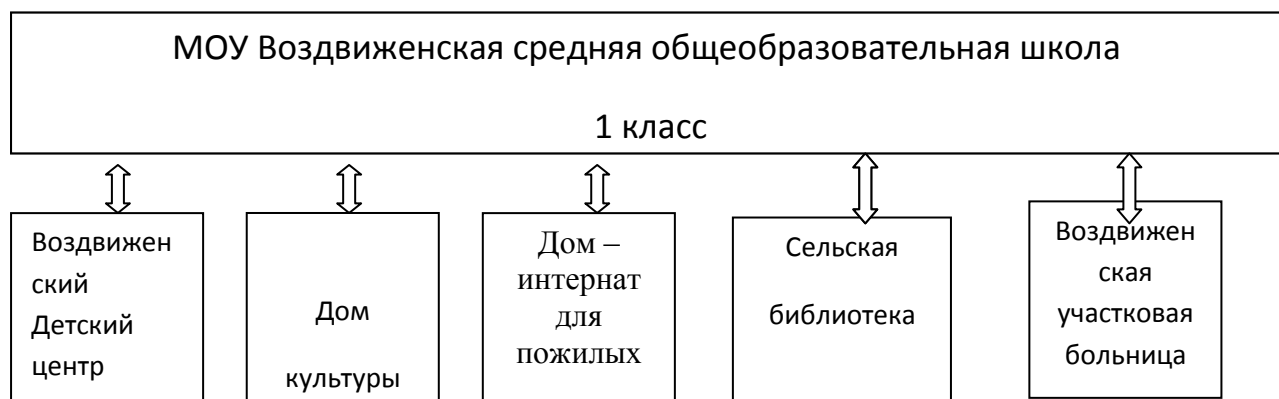 МОУ Воздвиженская средняя общеобразовательная школа
1 класс
Воздвижен
ский
Детский
центр
Дом
культуры
Дом –
интернат
для
пожилых
Сельская
библиотека
Воздвижен
ская
участковая
больница